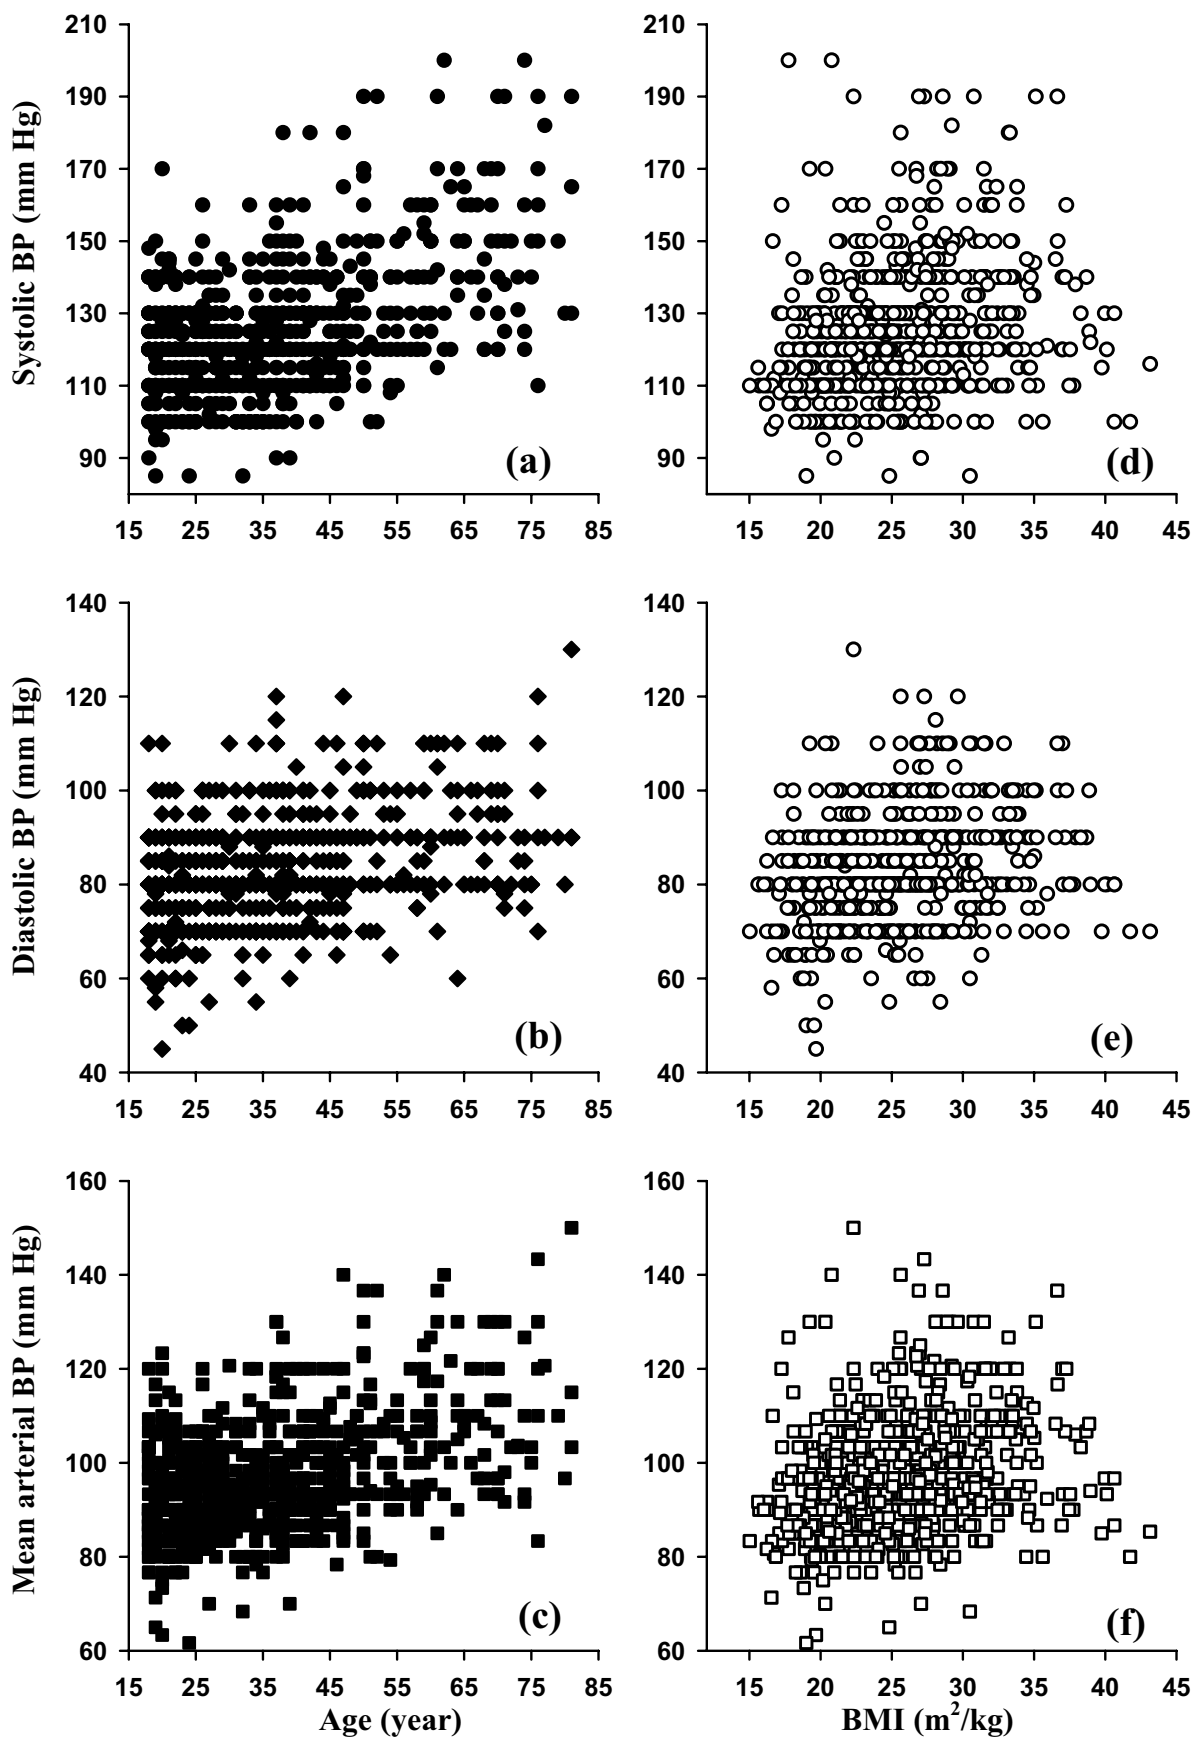 Systolic BP (mm Hg)
210
190
170
150
130
110
90
(a)
15 25 35 45 55 65 75 85
210
190
170
150
130
110
90
(d)
15 20 25 30 35 40 45
Diastolic BP (mm Hg)
140
120
100
80
60
40
(b)
15 25 35 45 55 65 75 85
140
120
100
80
60
40
(e)
15 20 25 30 35 40 45
Mean arterial BP (mm Hg)
160
140
120
100
80
60
(c)
15 25 35 45 55 65 75 85
Age (year)
160
140
120
100
80
60
(f)
15 20 25 30 35 40 45
BMI (m²/kg)